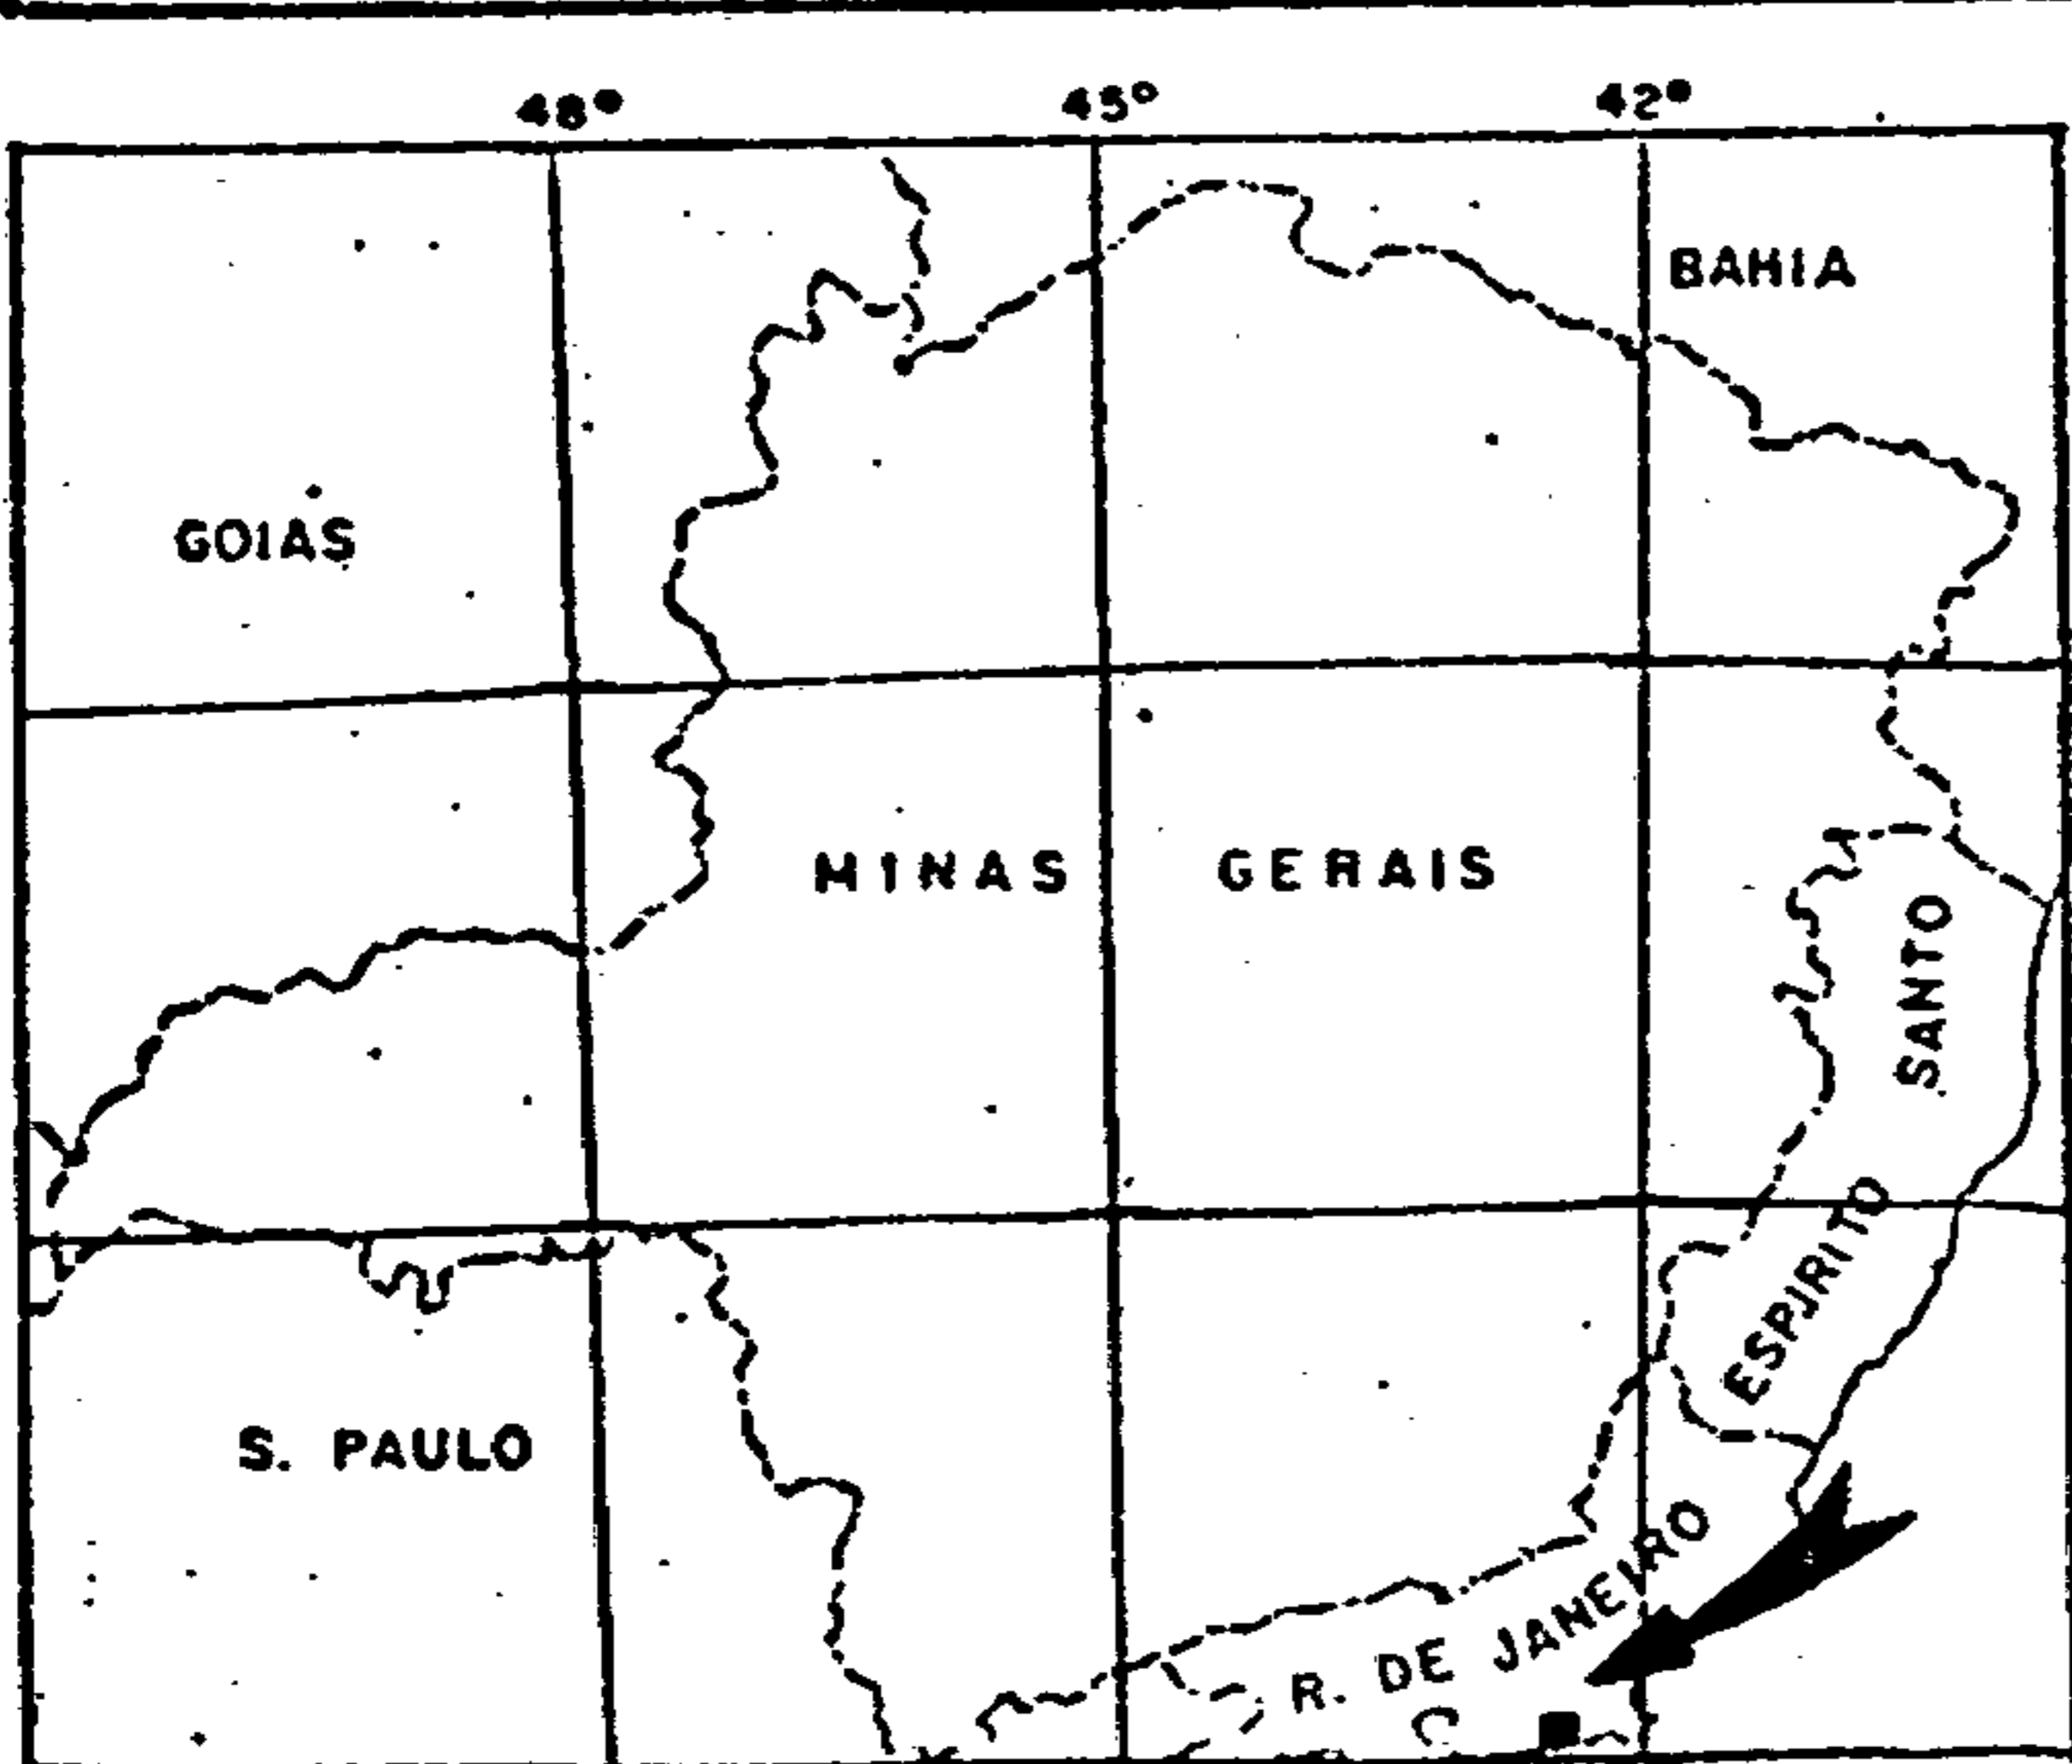 48° 45° 42°
BAHIA
GOIAS
MINAS GERAIS
SANTO
ESPIRITO
S. PAULO
R. DE JANEIRO